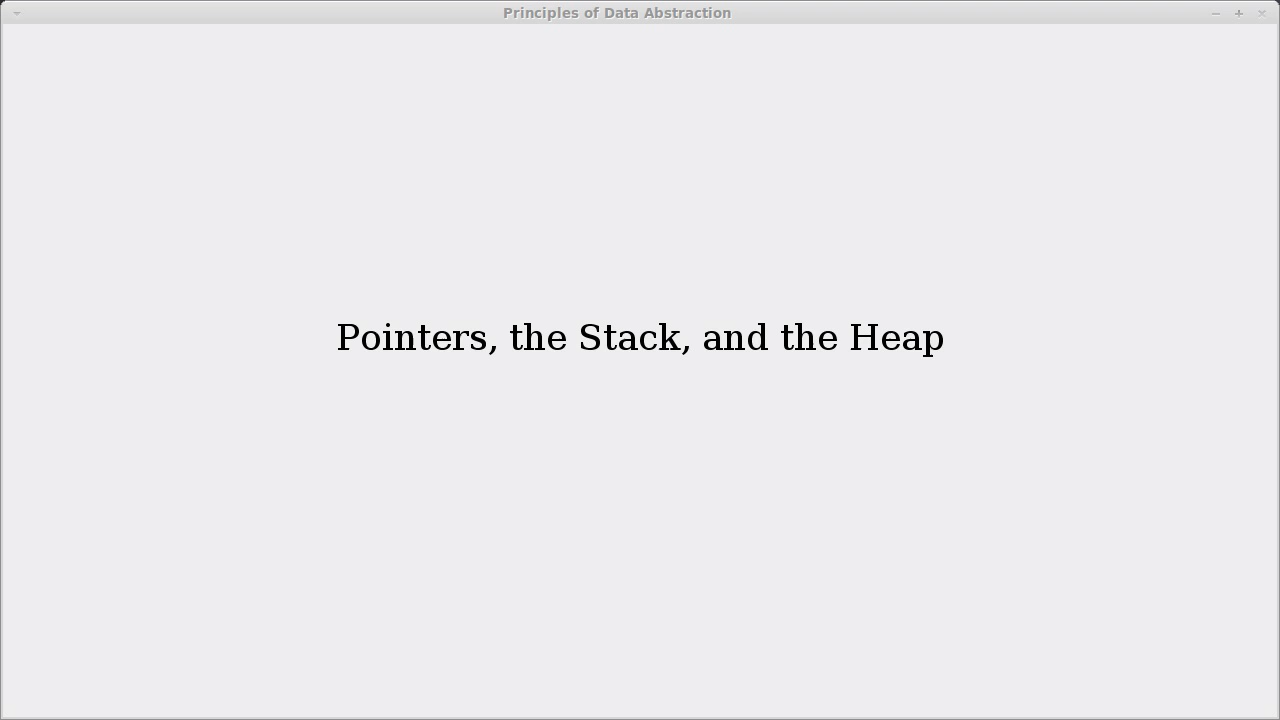 Principles of Data Abstraction
Pointers, the Stack, and the Heap